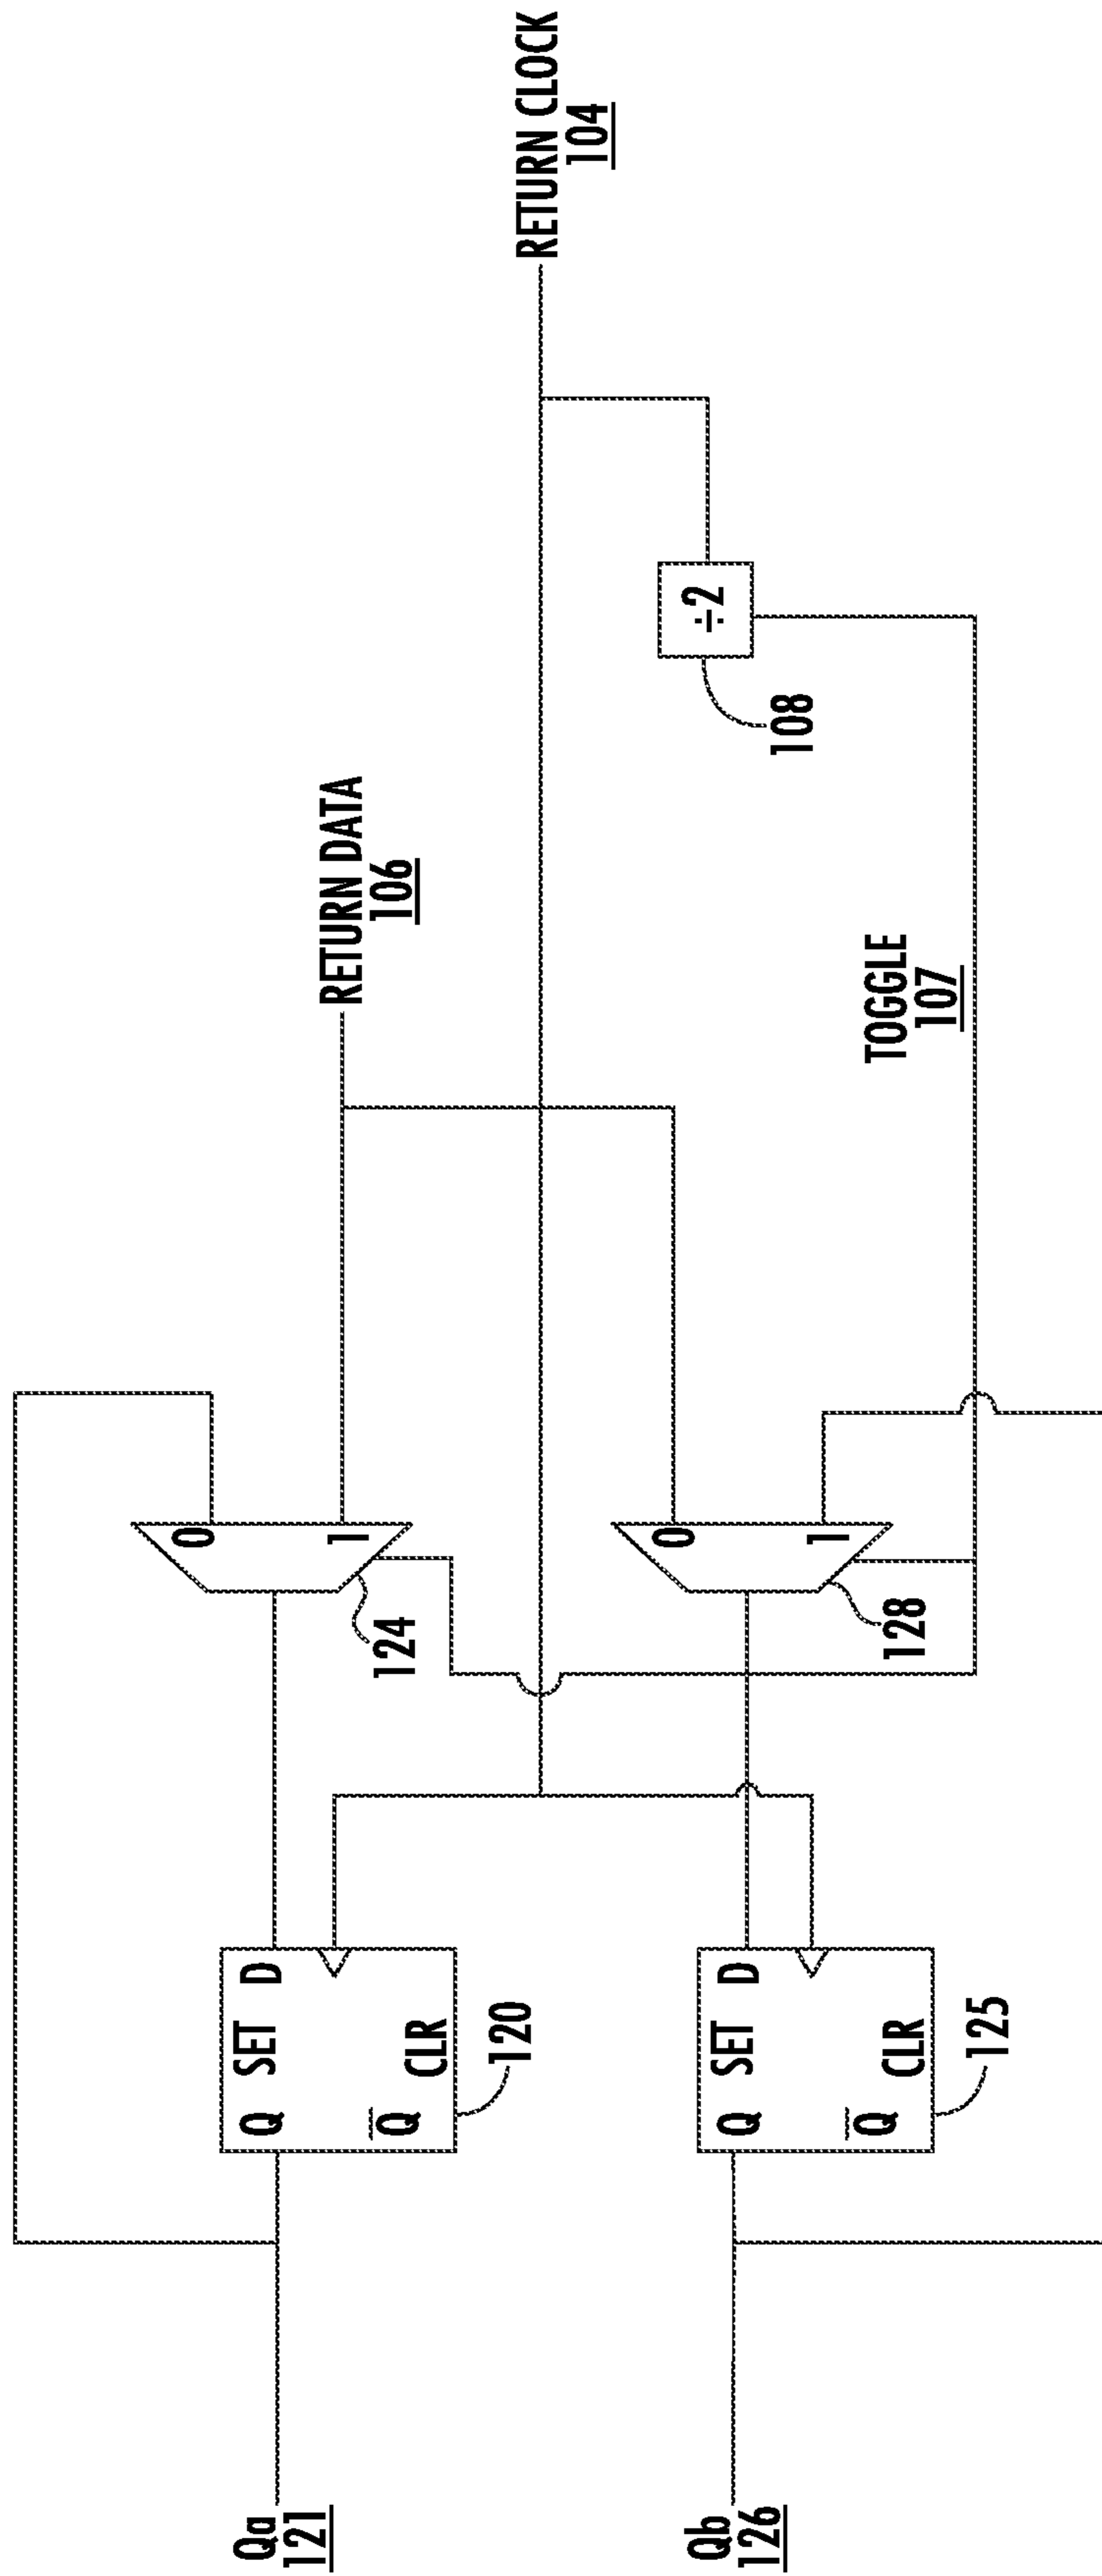 RETURN CLOCK
104
RETURN DATA
106
÷2
108
TOGGLE
107
0
1
124
0
1
128
Q SET D
Q̅ CLR
120
Q SET D
Q̅ CLR
125
Qa
121
Qb
126